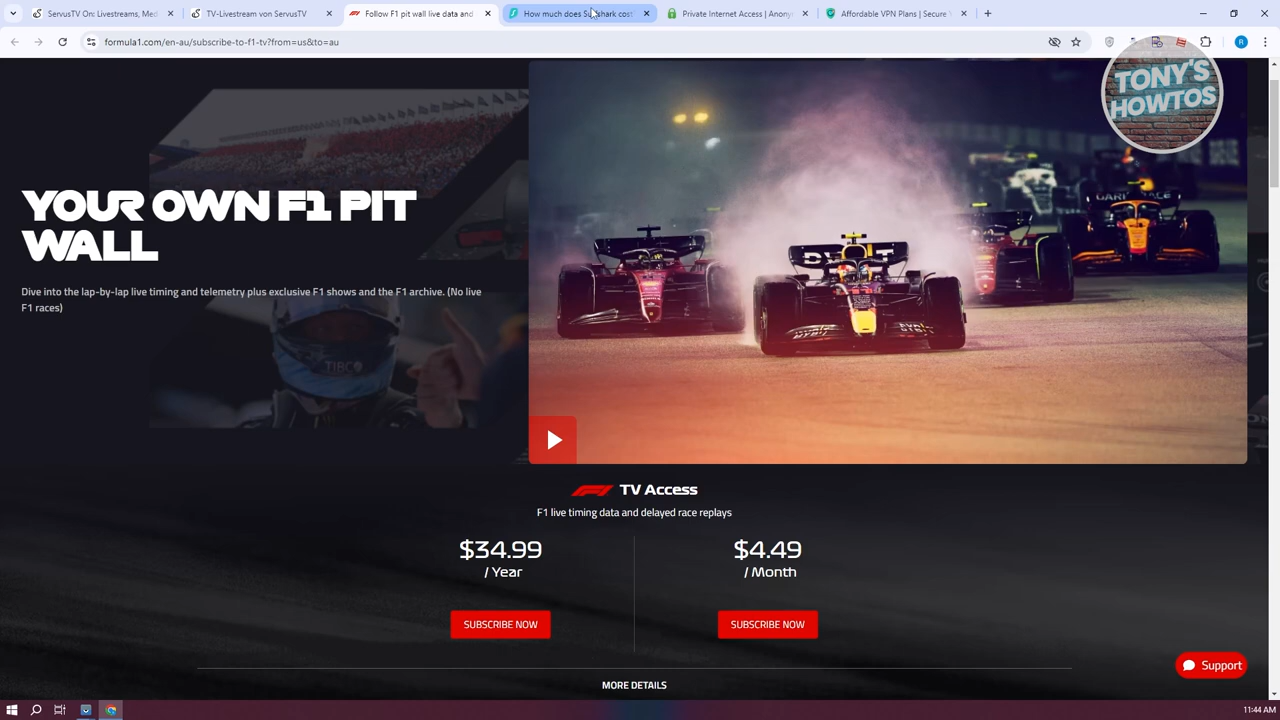 ServusTV On: Livestreams, Med
TV-Livestream von ServusTV
Follow F1 pit wall live data and
How much does Surfshark cost
Private Internet Access | Anony
Affordable VPN Plans | Secure
formula1.com/en-au/subscribe-to-f1-tv?from=us&to=au
R
TONY'S
HOWTOS
YOUR OWN F1 PIT
WALL
Dive into the lap-by-lap live timing and telemetry plus exclusive F1 shows and the F1 archive. (No live
F1 races)
TIBCO
F1 TV Access
F1 live timing data and delayed race replays
$34.99
/ Year
SUBSCRIBE NOW
$4.49
/ Month
SUBSCRIBE NOW
MORE DETAILS
Support
11:44 AM